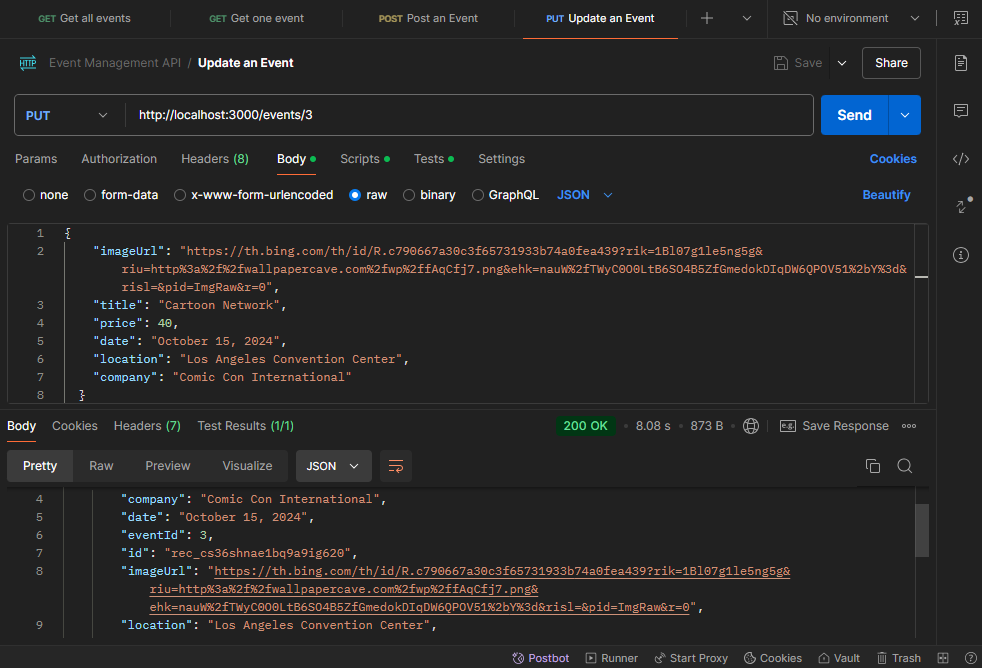 GET Get all events GET Get one event POST Post an Event PUT Update an Event No environment
HTTP Event Management API / Update an Event Save Share
PUT http://localhost:3000/events/3 Send
Params Authorization Headers (8) Body Scripts Tests Settings Cookies
none form-data x-www-form-urlencoded raw binary GraphQL JSON Beautify
1 {
2 "imageUrl": "https://th.bing.com/th/id/R.c790667a30c3f65731933b74a0fea439?rik=1Bl07g1le5ng5g&
riu=http%3a%2f%2fwallpapercave.com%2fwp%2ffAqCfj7.png&ehk=nauW%2fTWyC0O0LtB6SO4B5ZfGmedokDIqDW6QPOV51%2bY%3d&
risl=&pid=ImgRaw&r=0",
3 "title": "Cartoon Network",
4 "price": 40,
5 "date": "October 15, 2024",
6 "location": "Los Angeles Convention Center",
7 "company": "Comic Con International"
8 }
Body Cookies Headers (7) Test Results (1/1) 200 OK 8.08 s 873 B e.g. Save Response
Pretty Raw Preview Visualize JSON
4 "company": "Comic Con International",
5 "date": "October 15, 2024",
6 "eventId": 3,
7 "id": "rec_cs36shnae1bq9a9ig620",
8 "imageUrl": "https://th.bing.com/th/id/R.c790667a30c3f65731933b74a0fea439?rik=1Bl07g1le5ng5g&
riu=http%3a%2f%2fwallpapercave.com%2fwp%2ffAqCfj7.png&
ehk=nauW%2fTWyC0O0LtB6SO4B5ZfGmedokDIqDW6QPOV51%2bY%3d&risl=&pid=ImgRaw&r=0",
9 "location": "Los Angeles Convention Center",
Postbot Runner Start Proxy Cookies Vault Trash